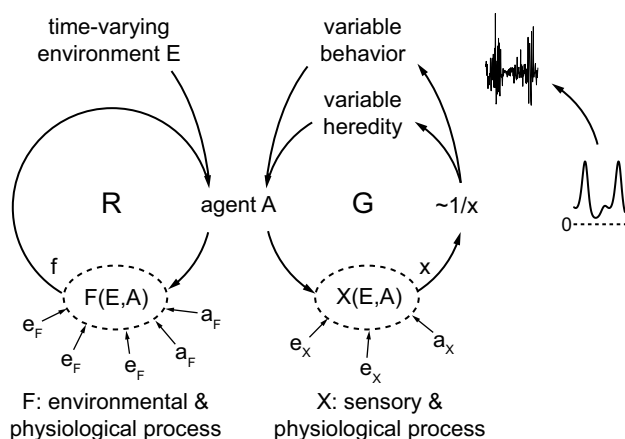 time-varying
environment E
variable
behavior
variable
heredity
R
agent A
G
~1/x
0
f
x
F(E,A)
X(E,A)
e_F
e_F
e_F
a_F
a_F
e_X
e_X
a_X
F: environmental &
physiological process
X: sensory &
physiological process